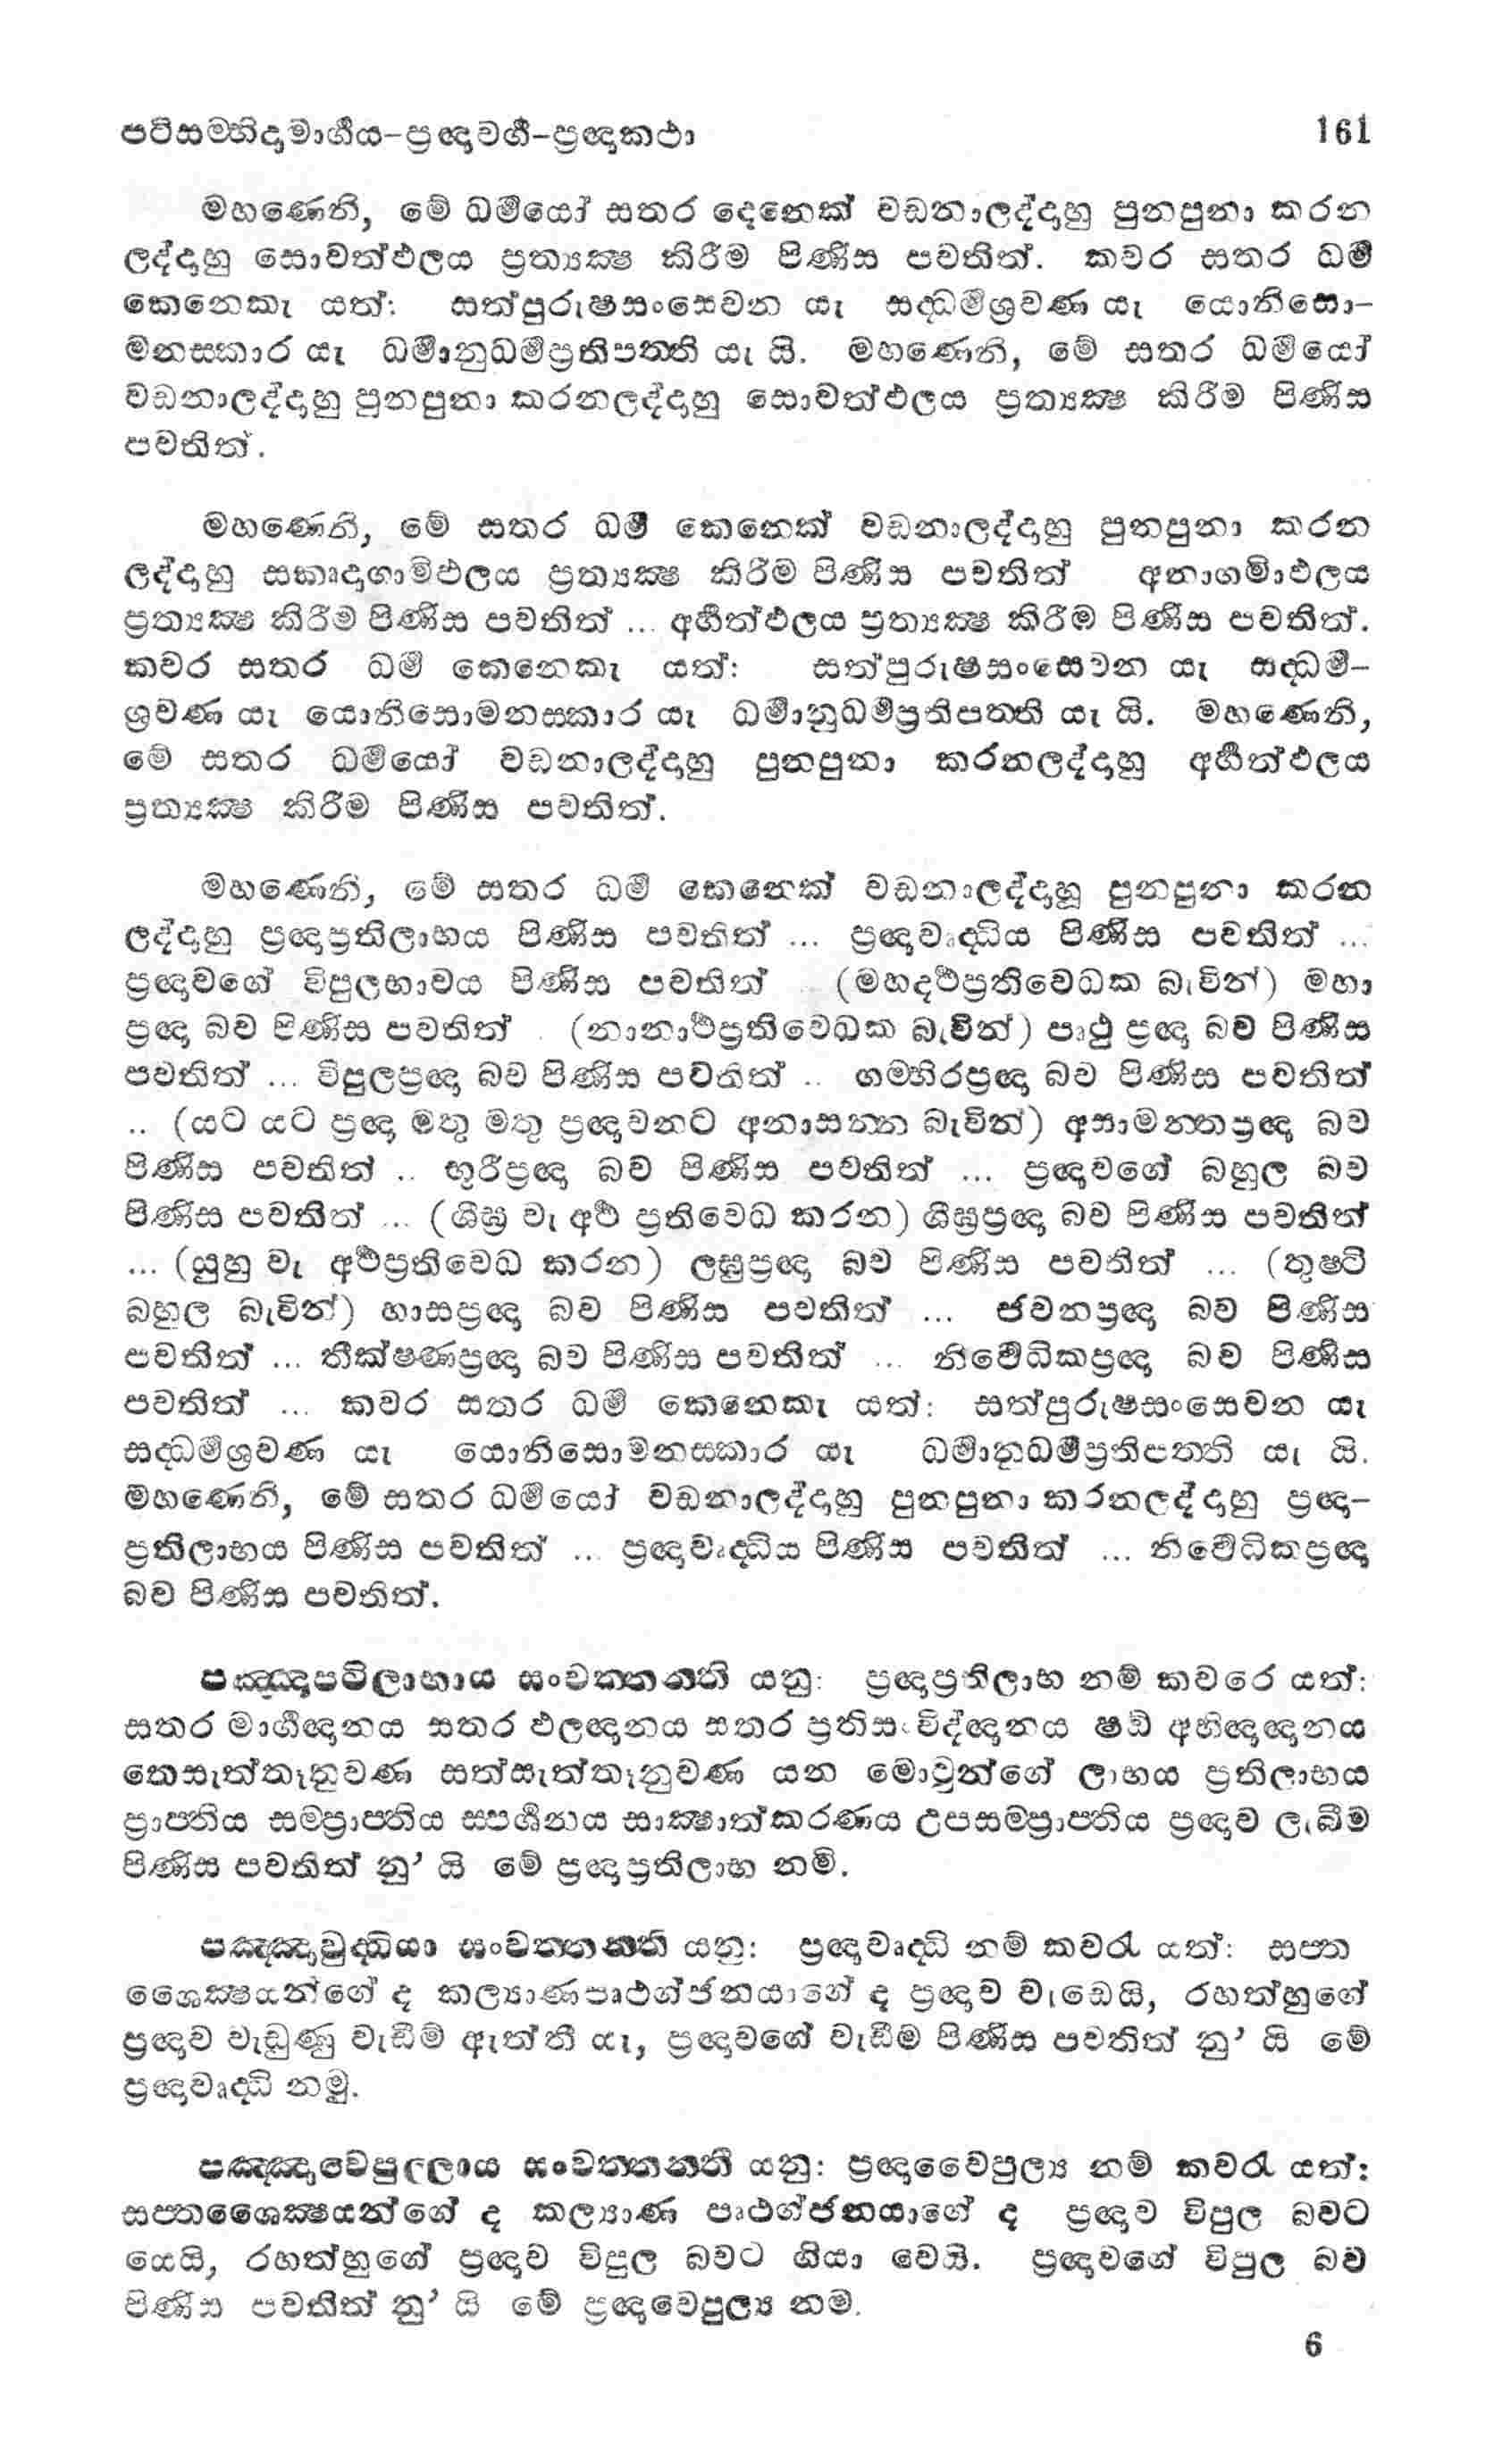 පටිසම්භිදාමාර්ගය-ප්‍රඥාවර්ග-ප්‍රඥාකථා 161
මහණෙනි, මේ ධර්මයෝ සතර දෙනෙක් වඩනාලද්දාහු පුනපුනා කරන
ලද්දාහු සොවත්ඵලය ප්‍රත්‍යක්‍ෂ කිරීම පිණිස පවතිත්. කවර සතර ධර්ම
කෙනෙකැ යත්: සත්පුරුෂසංසෙවන යැ සද්ධර්මශ්‍රවණ යැ යොනිසො-
මනසකාර යැ ධර්මානුධර්මප්‍රතිපත්ති යැ යි. මහණෙනි, මේ සතර ධර්මයෝ
වඩනාලද්දාහු පුනපුනා කරනලද්දාහු සොවත්ඵලය ප්‍රත්‍යක්‍ෂ කිරීම පිණිස
පවතිත්.
මහණෙනි, මේ සතර ධර්ම කෙනෙක් වඩනාලද්දාහු පුනපුනා කරන
ලද්දාහු සකෘදාගාමිඵලය ප්‍රත්‍යක්‍ෂ කිරීම පිණිස පවතිත් අනාගාමිඵලය
ප්‍රත්‍යක්‍ෂ කිරීම පිණිස පවතිත් ... අර්හත්ඵලය ප්‍රත්‍යක්‍ෂ කිරීම පිණිස පවතිත්.
කවර සතර ධර්ම කෙනෙකැ යත්: සත්පුරුෂසංසෙවන යැ සද්ධර්ම-
ශ්‍රවණ යැ යොනිසොමනසකාර යැ ධර්මානුධර්මප්‍රතිපත්ති යැ යි. මහණෙනි,
මේ සතර ධර්මයෝ වඩනාලද්දාහු පුනපුනා කරනලද්දාහු අර්හත්ඵලය
ප්‍රත්‍යක්‍ෂ කිරීම පිණිස පවතිත්.
මහණෙනි, මේ සතර ධර්ම කෙනෙක් වඩනාලද්දාහු පුනපුනා කරන
ලද්දාහු ප්‍රඥාප්‍රතිලාභය පිණිස පවතිත් ... ප්‍රඥාවෘද්ධිය පිණිස පවතිත් ...
ප්‍රඥාවගේ විපුලභාවය පිණිස පවතිත් .. (මහදර්ථප්‍රතිවෙධක බැවින්) මහා
ප්‍රඥා බව පිණිස පවතිත් . (නානාර්ථප්‍රතිවෙධක බැවින්) පෘථු ප්‍රඥා බව පිණිස
පවතිත් ... විපුලප්‍රඥා බව පිණිස පවතිත් .. ගම්භිරප්‍රඥා බව පිණිස පවතිත්
.. (යට යට ප්‍රඥා මතු මතු ප්‍රඥාවනට අනාසන්න බැවින්) අසාමන්තප්‍රඥා බව
පිණිස පවතිත් .. භූරිප්‍රඥා බව පිණිස පවතිත් ... ප්‍රඥාවගේ බහුල බව
පිණිස පවතිත් ... (ශීඝ්‍ර වැ අර්ථ ප්‍රතිවෙධ කරන) ශීඝ්‍රප්‍රඥා බව පිණිස පවතිත්
... (යුහු වැ අර්ථප්‍රතිවෙධ කරන) ලඝුප්‍රඥා බව පිණිස පවතිත් ... (තුෂටි
බහුල බැවින්) හාසප්‍රඥා බව පිණිස පවතිත් ... ජවනප්‍රඥා බව පිණිස
පවතිත් ... තීක්ෂණප්‍රඥා බව පිණිස පවතිත් ... නිර්වේධිකප්‍රඥා බව පිණිස
පවතිත් ... කවර සතර ධර්ම කෙනෙකැ යත්: සත්පුරුෂසංසෙවන යැ
සද්ධර්මශ්‍රවණ යැ යොනිසොමනසකාර යැ ධර්මානුධර්මප්‍රතිපත්ති යැ යි.
මහණෙනි, මේ සතර ධර්මයෝ වඩනාලද්දාහු පුනපුනා කරනලද්දාහු ප්‍රඥා-
ප්‍රතිලාභය පිණිස පවතිත් ... ප්‍රඥාවෘද්ධිය පිණිස පවතිත් ... නිර්වේධිකප්‍රඥා
බව පිණිස පවතිත්.
පඤ්ඤාපටිලාභාය සංවත්තනති යනු: ප්‍රඥාප්‍රතිලාභ නම් කවරෙ යත්:
සතර මාර්ගඥානය සතර ඵලඥානය සතර ප්‍රතිසංවිද්ඥානය ෂඩ් අභිඥාඥානය
තෙසැත්තෑනුවණ සත්සැත්තෑනුවණ යන මොවුන්ගේ ලාභය ප්‍රතිලාභය
ප්‍රාප්තිය සම්ප්‍රාප්තිය ස්පර්ශනය සාක්‍ෂාත්කරණය උපසම්ප්‍රාප්තිය ප්‍රඥාව ලැබීම
පිණිස පවතිත් නු’ යි මේ ප්‍රඥාප්‍රතිලාභ නමි.
පඤ්ඤාවුද්ධියා සංවත්තනති යනු: ප්‍රඥාවෘද්ධි නම් කවරැ යත්: සප්ත
ශෛක්‍ෂයන්ගේ ද කල්‍යාණපෘථග්ජනයාගේ ද ප්‍රඥාව වැඩෙයි, රහත්හුගේ
ප්‍රඥාව වැඩුණු වැඩීම් ඇත්තී යැ, ප්‍රඥාවගේ වැඩීම පිණිස පවතිත් නු’ යි මේ
ප්‍රඥාවෘද්ධි නමු.
පඤ්ඤාවෙපුල්ලාය සංවත්තනති යනු: ප්‍රඥාවෛපුල්‍ය නම් කවරැ යත්:
සප්තශෛක්‍ෂයන්ගේ ද කල්‍යාණ පෘථග්ජනයාගේ ද ප්‍රඥාව විපුල බවට
යෙයි, රහත්හුගේ ප්‍රඥාව විපුල බවට ගියා වෙයි. ප්‍රඥාවගේ විපුල බව
පිණිස පවතිත් නු’ යි මේ ප්‍රඥාවෙපුල්‍ය නම.
6